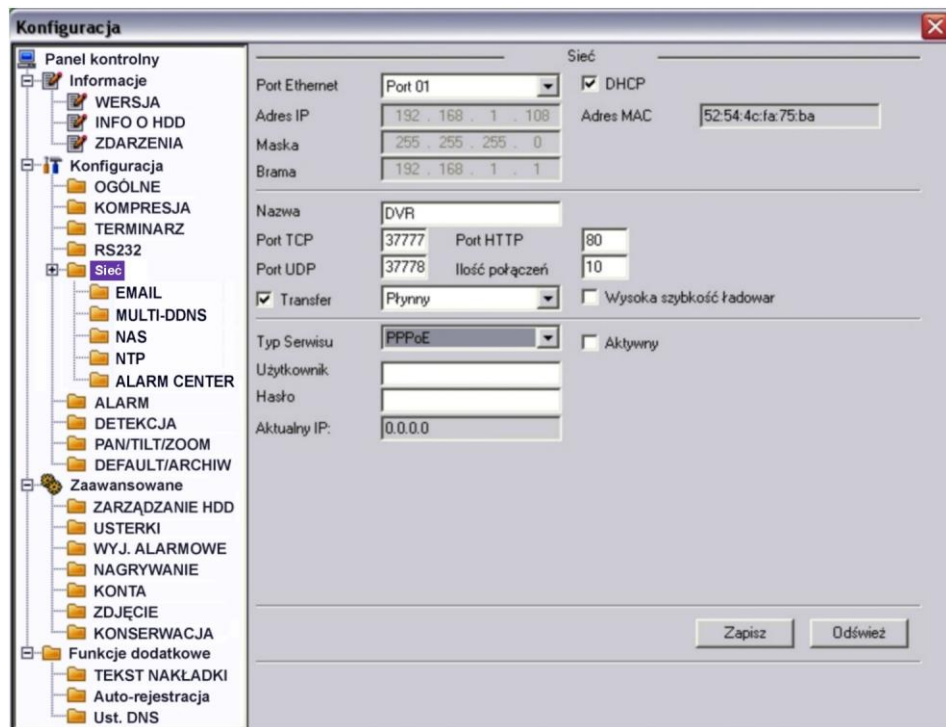 Konfiguracja
Panel kontrolny
Informacje
WERSJA
INFO O HDD
ZDARZENIA
Konfiguracja
OGÓLNE
KOMPRESJA
TERMINARZ
RS232
Sieć
EMAIL
MULTI-DDNS
NAS
NTP
ALARM CENTER
ALARM
DETEKCJA
PAN/TILT/ZOOM
DEFAULT/ARCHIW
Zaawansowane
ZARZĄDZANIE HDD
USTERKI
WYJ. ALARMOWE
NAGRYWANIE
KONTA
ZDJĘCIE
KONSERWACJA
Funkcje dodatkowe
TEKST NAKŁADKI
Auto-rejestracja
Ust. DNS
Sieć
Port Ethernet Port 01 DHCP
Adres IP 192 . 168 . 1 . 108 Adres MAC 52:54:4c:fa:75:ba
Maska 255 . 255 . 255 . 0
Brama 192 . 168 . 1 . 1
Nazwa DVR
Port TCP 37777 Port HTTP 80
Port UDP 37778 Ilość połączeń 10
Transfer Płynny Wysoka szybkość ładowar
Typ Serwisu PPPoE Aktywny
Użytkownik
Hasło
Aktualny IP: 0.0.0.0
Zapisz Odśwież